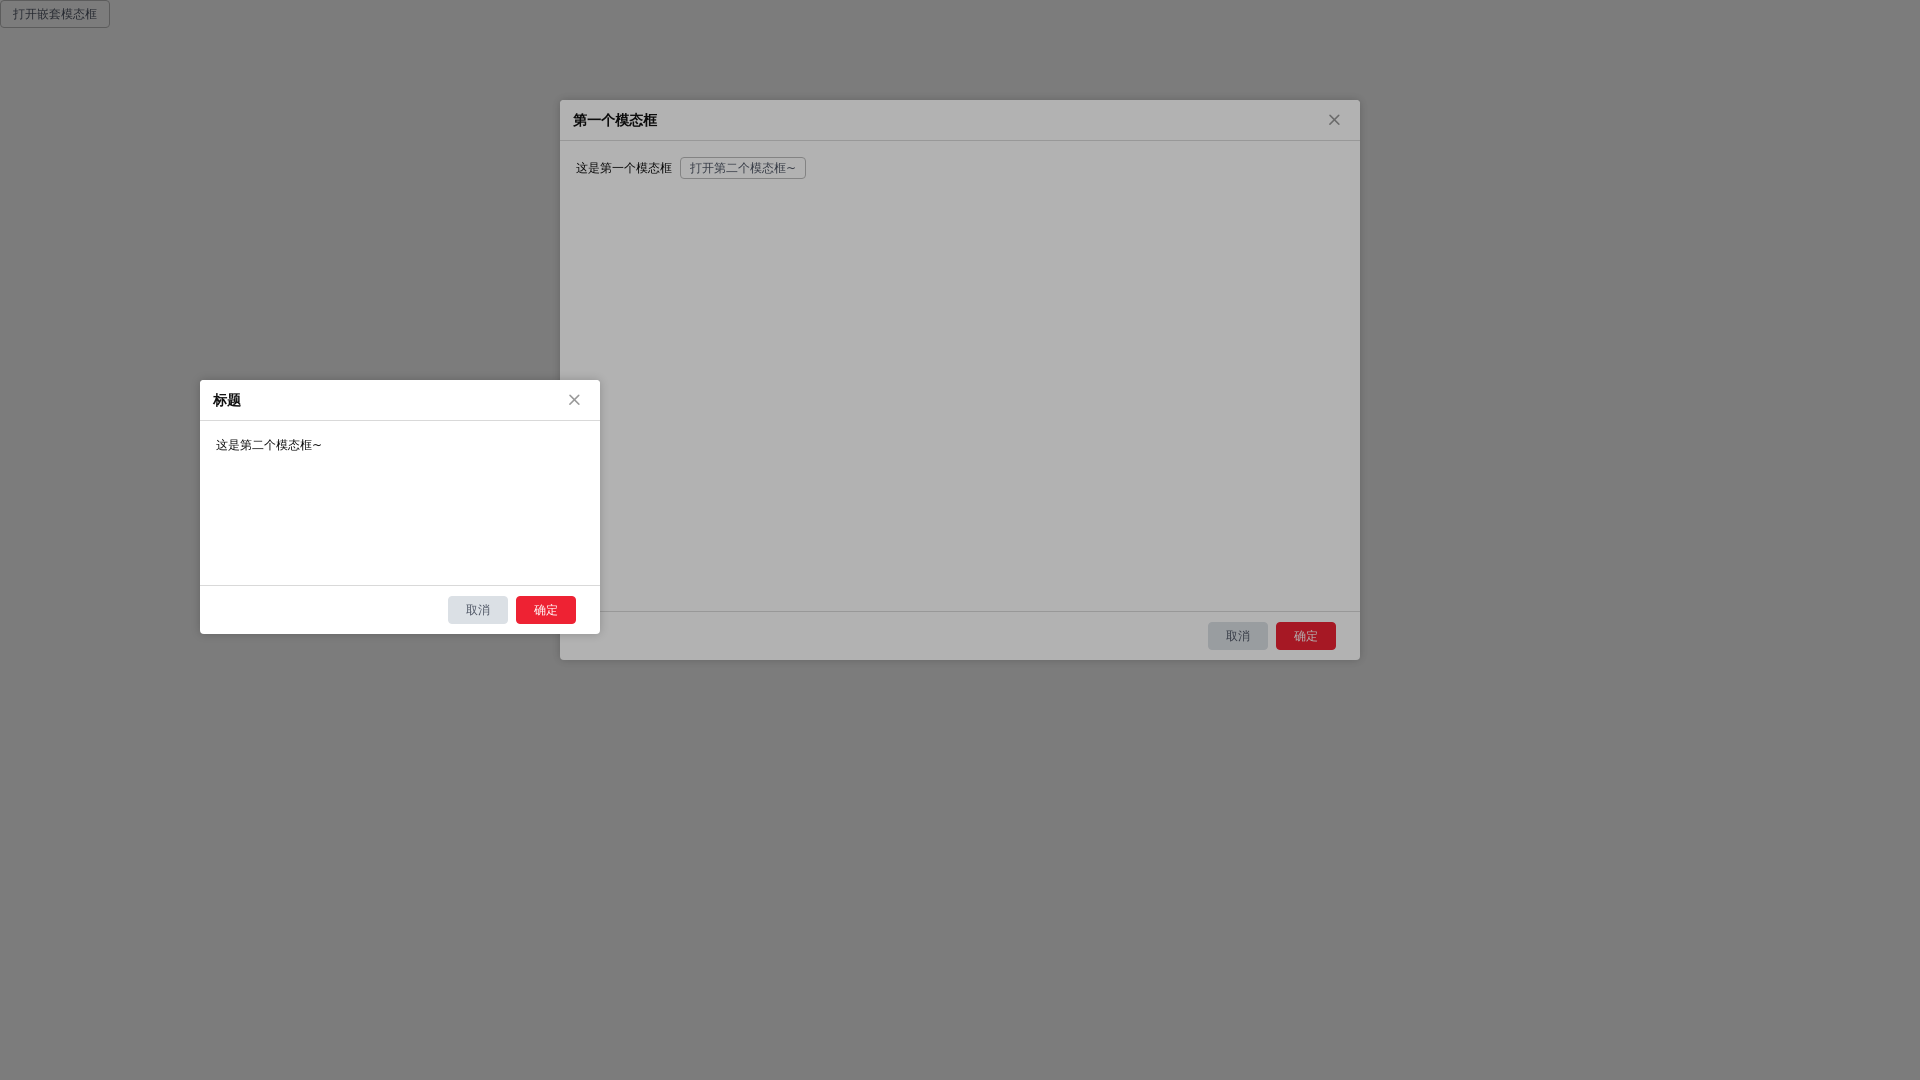 打开嵌套模态框
第一个模态框
这是第一个模态框 打开第二个模态框~
标题
这是第二个模态框~
取消 确定
取消 确定